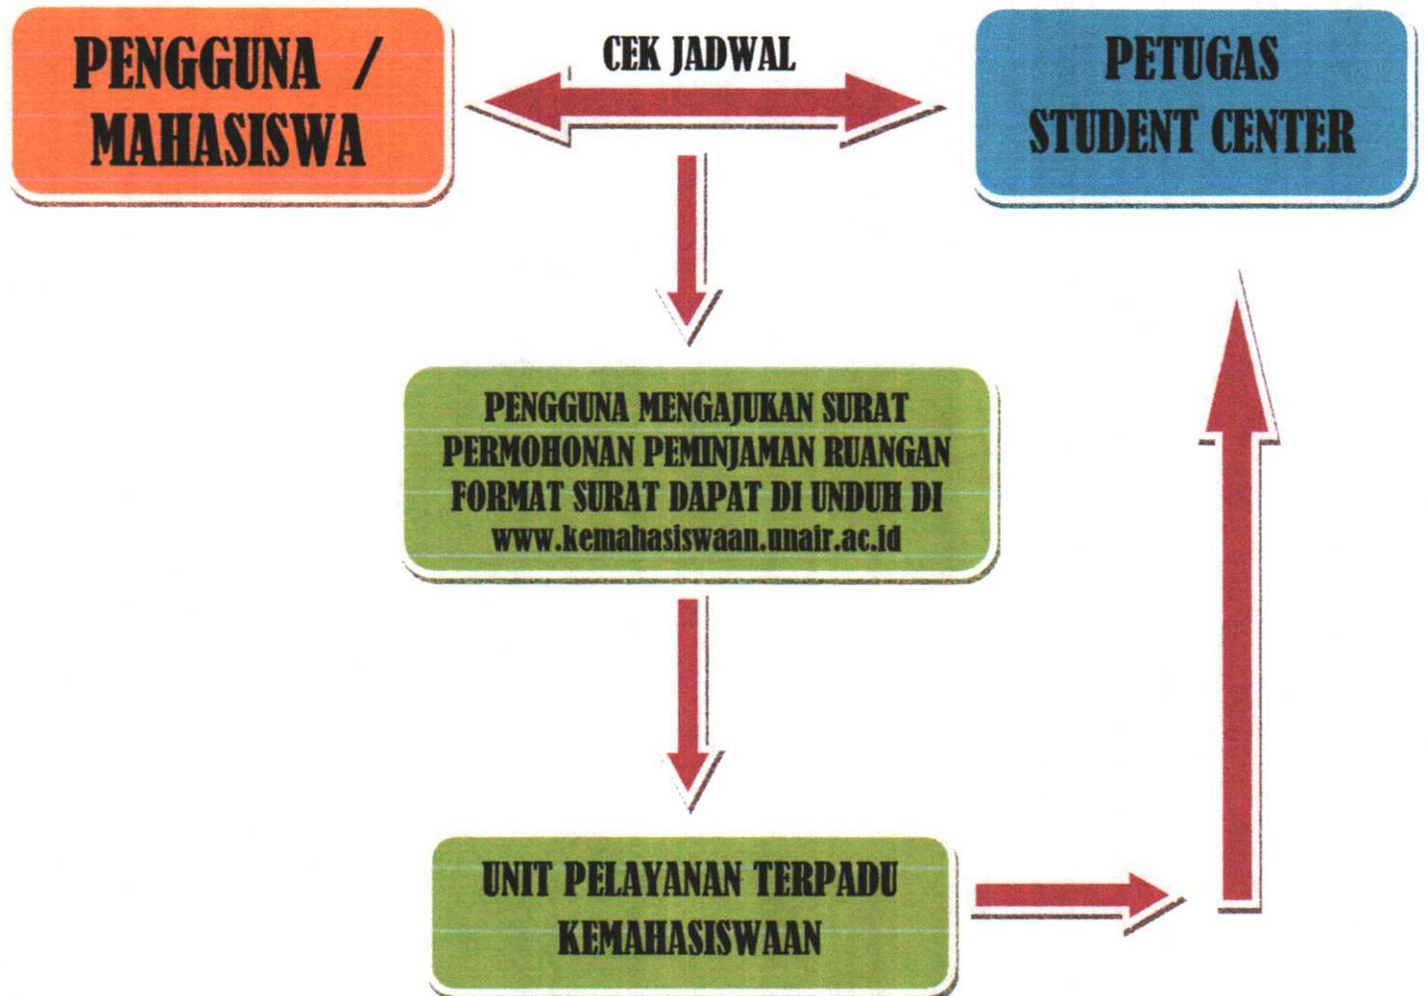 PENGGUNA /
MAHASISWA
CEK JADWAL
PETUGAS
STUDENT CENTER
PENGGUNA MENGAJUKAN SURAT
PERMOHONAN PEMINJAMAN RUANGAN
FORMAT SURAT DAPAT DI UNDUH DI
www.kemahasiswaan.unair.ac.id
UNIT PELAYANAN TERPADU
KEMAHASISWAAN